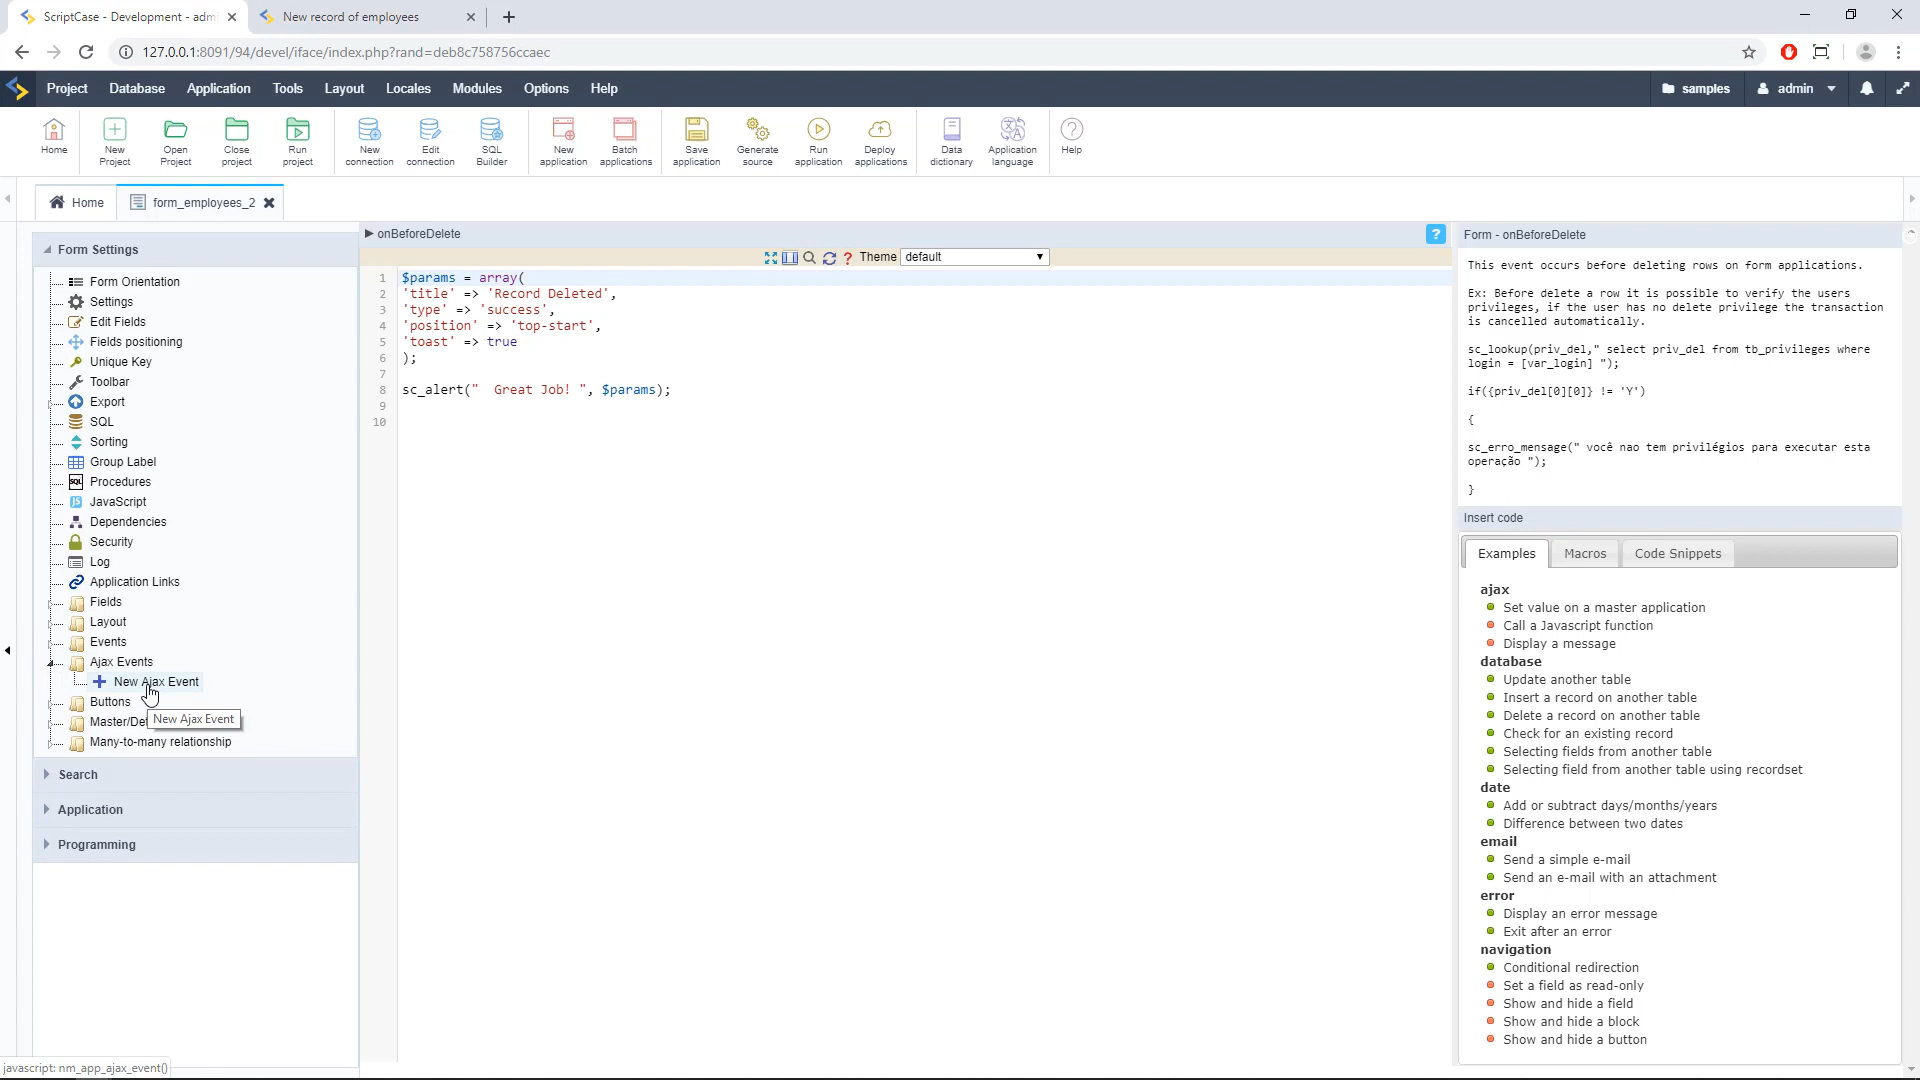 ScriptCase - Development - adm
New record of employees
127.0.0.1:8091/94/devel/iface/index.php?rand=deb8c758756ccaec
Project Database Application Tools Layout Locales Modules Options Help samples admin
Home
New Project
Open Project
Close project
Run project
New connection
Edit connection
SQL Builder
New application
Batch applications
Save application
Generate source
Run application
Deploy applications
Data dictionary
Application language
Help
Home
form_employees_2
Form Settings
Form Orientation
Settings
Edit Fields
Fields positioning
Unique Key
Toolbar
Export
SQL
Sorting
Group Label
Procedures
JavaScript
Dependencies
Security
Log
Application Links
Fields
Layout
Events
Ajax Events
New Ajax Event
Buttons
Master/Det
New Ajax Event
Many-to-many relationship
Search
Application
Programming
javascript: nm_app_ajax_event()
onBeforeDelete
?
? Theme default
1 $params = array(
2 'title' => 'Record Deleted',
3 'type' => 'success',
4 'position' => 'top-start',
5 'toast' => true
6 );
7
8 sc_alert("  Great Job! ", $params);
9
10
Form - onBeforeDelete
This event occurs before deleting rows on form applications.
Ex: Before delete a row it is possible to verify the users
privileges, if the user has no delete privilege the transaction
is cancelled automatically.
sc_lookup(priv_del," select priv_del from tb_privileges where
login = [var_login] ");
if({priv_del[0][0]} != 'Y')
{
sc_erro_mensage(" você nao tem privilégios para executar esta
operação ");
}
Insert code
Examples Macros Code Snippets
ajax
Set value on a master application
Call a Javascript function
Display a message
database
Update another table
Insert a record on another table
Delete a record on another table
Check for an existing record
Selecting fields from another table
Selecting field from another table using recordset
date
Add or subtract days/months/years
Difference between two dates
email
Send a simple e-mail
Send an e-mail with an attachment
error
Display an error message
Exit after an error
navigation
Conditional redirection
Set a field as read-only
Show and hide a field
Show and hide a block
Show and hide a button